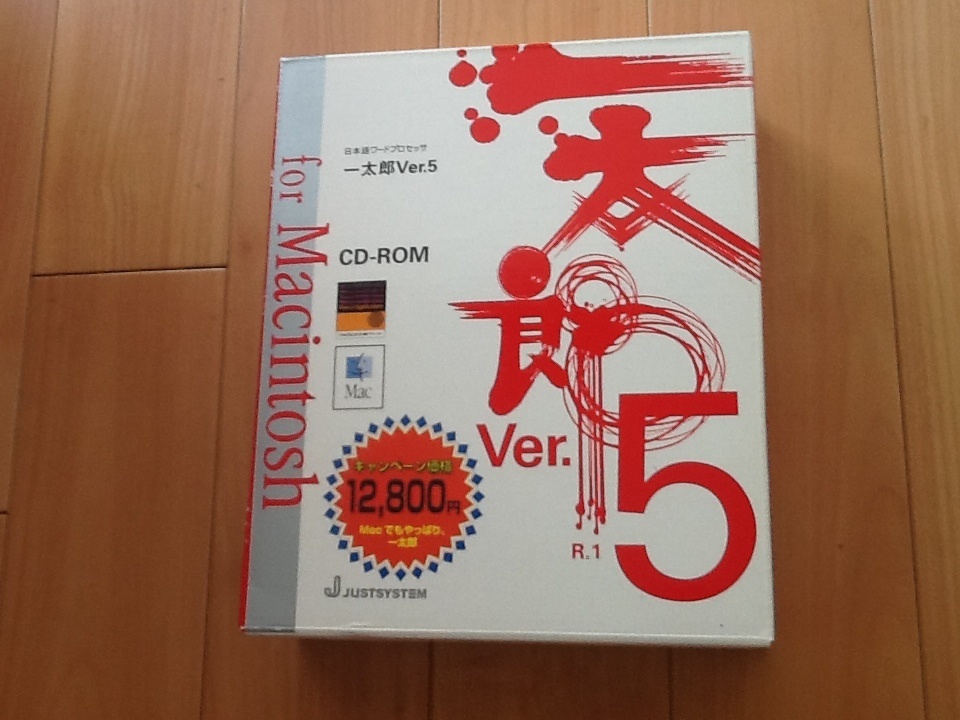 一太郎
日本語ワードプロセッサ
一太郎Ver.5
for Macintosh
CD-ROM
Mac
キャンペーン価格
12,800円
Macでもやっぱり、
一太郎
Ver.5
R.1
JUSTSYSTEM